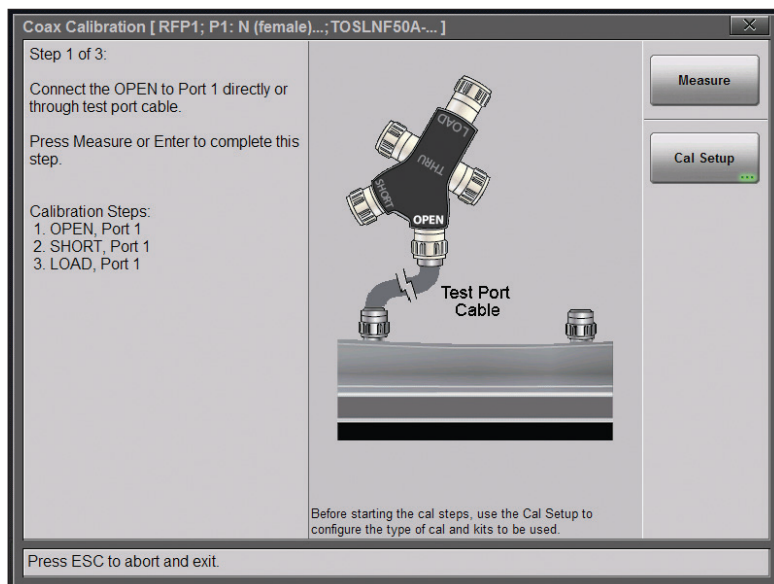 Coax Calibration [ RFP1; P1: N (female)...;TOSLNF50A-... ]
Step 1 of 3:
Connect the OPEN to Port 1 directly or
through test port cable.
Press Measure or Enter to complete this
step.
Calibration Steps:
1. OPEN, Port 1
2. SHORT, Port 1
3. LOAD, Port 1
LOAD
THRU
SHORT
OPEN
Test Port
Cable
Before starting the cal steps, use the Cal Setup to
configure the type of cal and kits to be used.
Measure
Cal Setup
Press ESC to abort and exit.